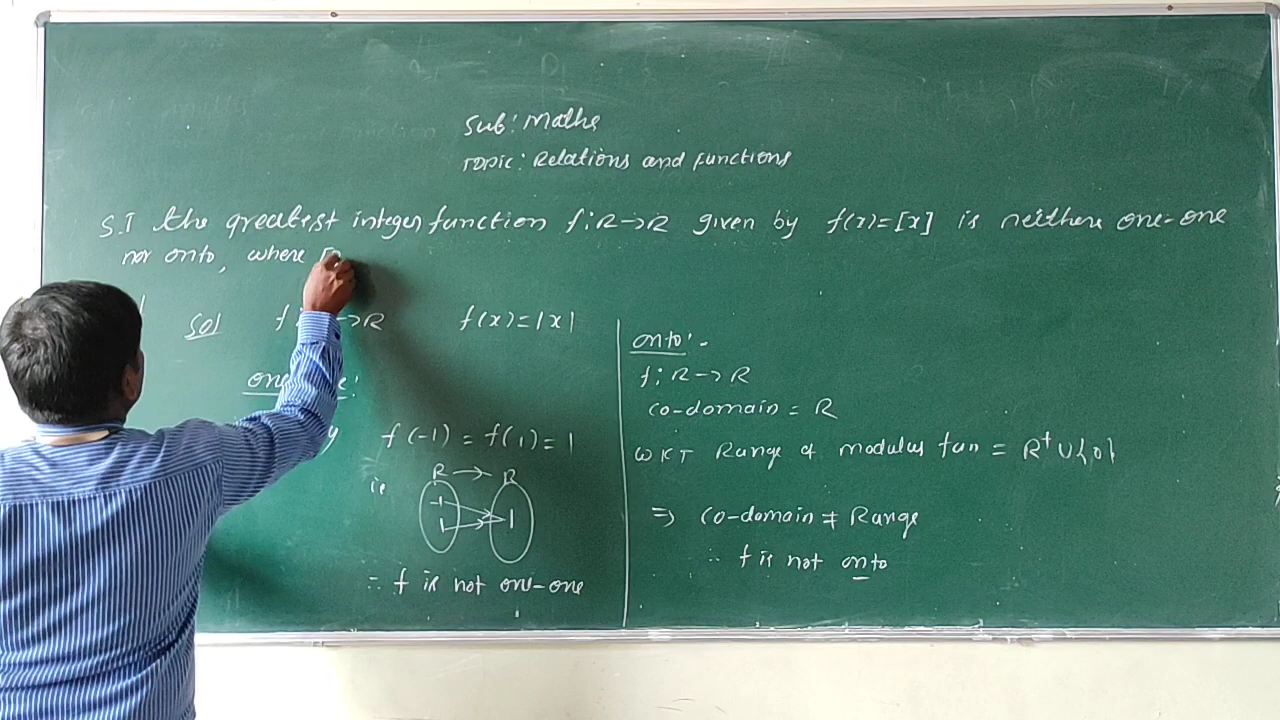 Sub: Maths
Topic: Relations and functions
S.T the greatest integer function f: R→R given by f(x)=[x] is neithere one-one
nor onto, where [
Sol
f: →R
f(x)=|x|
one
f(-1) = f(1) = 1
ie
R → R
-1
1
1
∴ f is not one-one
onto:-
f: R→R
co-domain = R
WKT Range of modulus fun = R⁺∪{0}
⇒ co-domain ≠ Range
∴ f is not onto